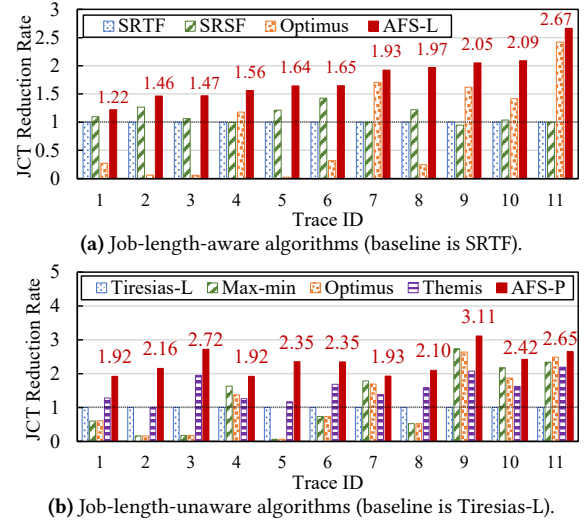 SRTF SRSF Optimus AFS-L
JCT Reduction Rate
3
2.5
2
1.5
1
0.5
0
1.22 1.46 1.47 1.56 1.64 1.65 1.93 1.97 2.05 2.09 2.67
1 2 3 4 5 6 7 8 9 10 11
Trace ID
(a) Job-length-aware algorithms (baseline is SRTF).
Tiresias-L Max-min Optimus Themis AFS-P
JCT Reduction Rate
5
4
3
2
1
0
1.92 2.16 2.72 1.92 2.35 2.35 1.93 2.10 3.11 2.42 2.65
1 2 3 4 5 6 7 8 9 10 11
Trace ID
(b) Job-length-unaware algorithms (baseline is Tiresias-L).